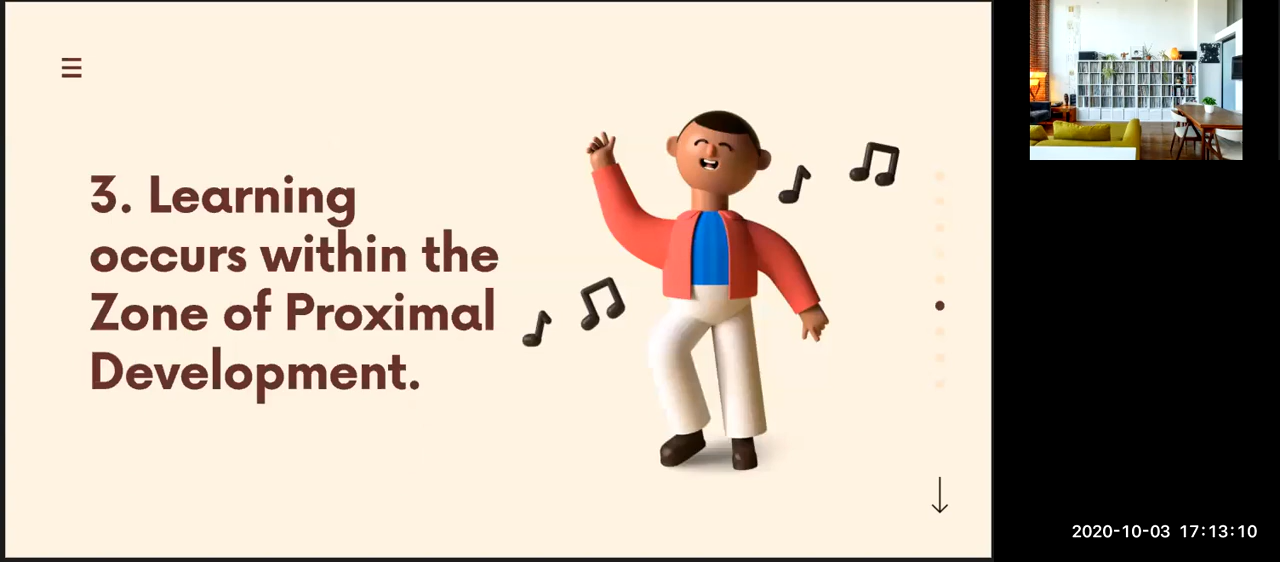 3. Learning
occurs within the
Zone of Proximal
Development.
2020-10-03 17:13:10